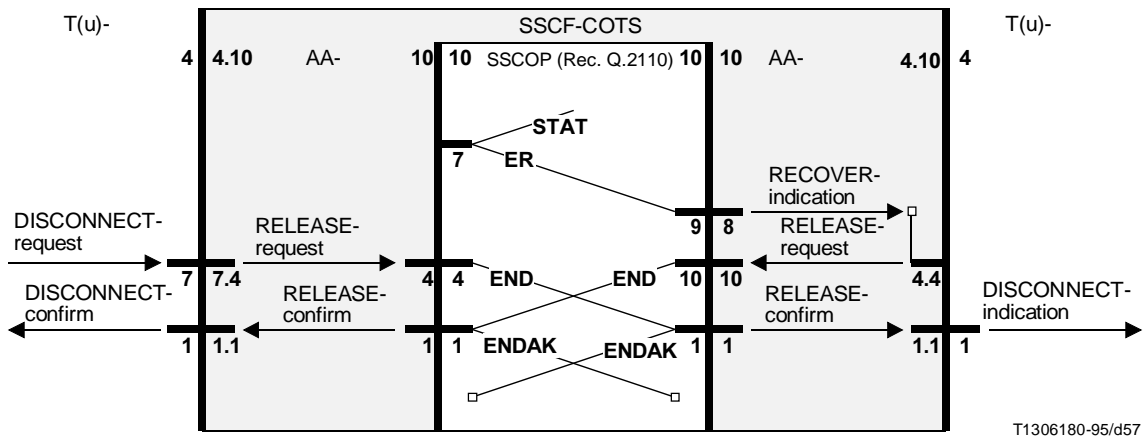 T(u)- SSCF-COTS T(u)-
4 4.10 AA- 10 10 SSCOP (Rec. Q.2110) 10 10 AA- 4.10 4
STAT
7 ER
RECOVER-
indication
9 8
DISCONNECT-
request
RELEASE-
request
RELEASE-
request
7 7.4 4 4 END END 10 10 4.4
DISCONNECT-
confirm
RELEASE-
confirm
RELEASE-
confirm
DISCONNECT-
indication
1 1.1 1 1 ENDAK ENDAK 1 1 1.1 1
T1306180-95/d57